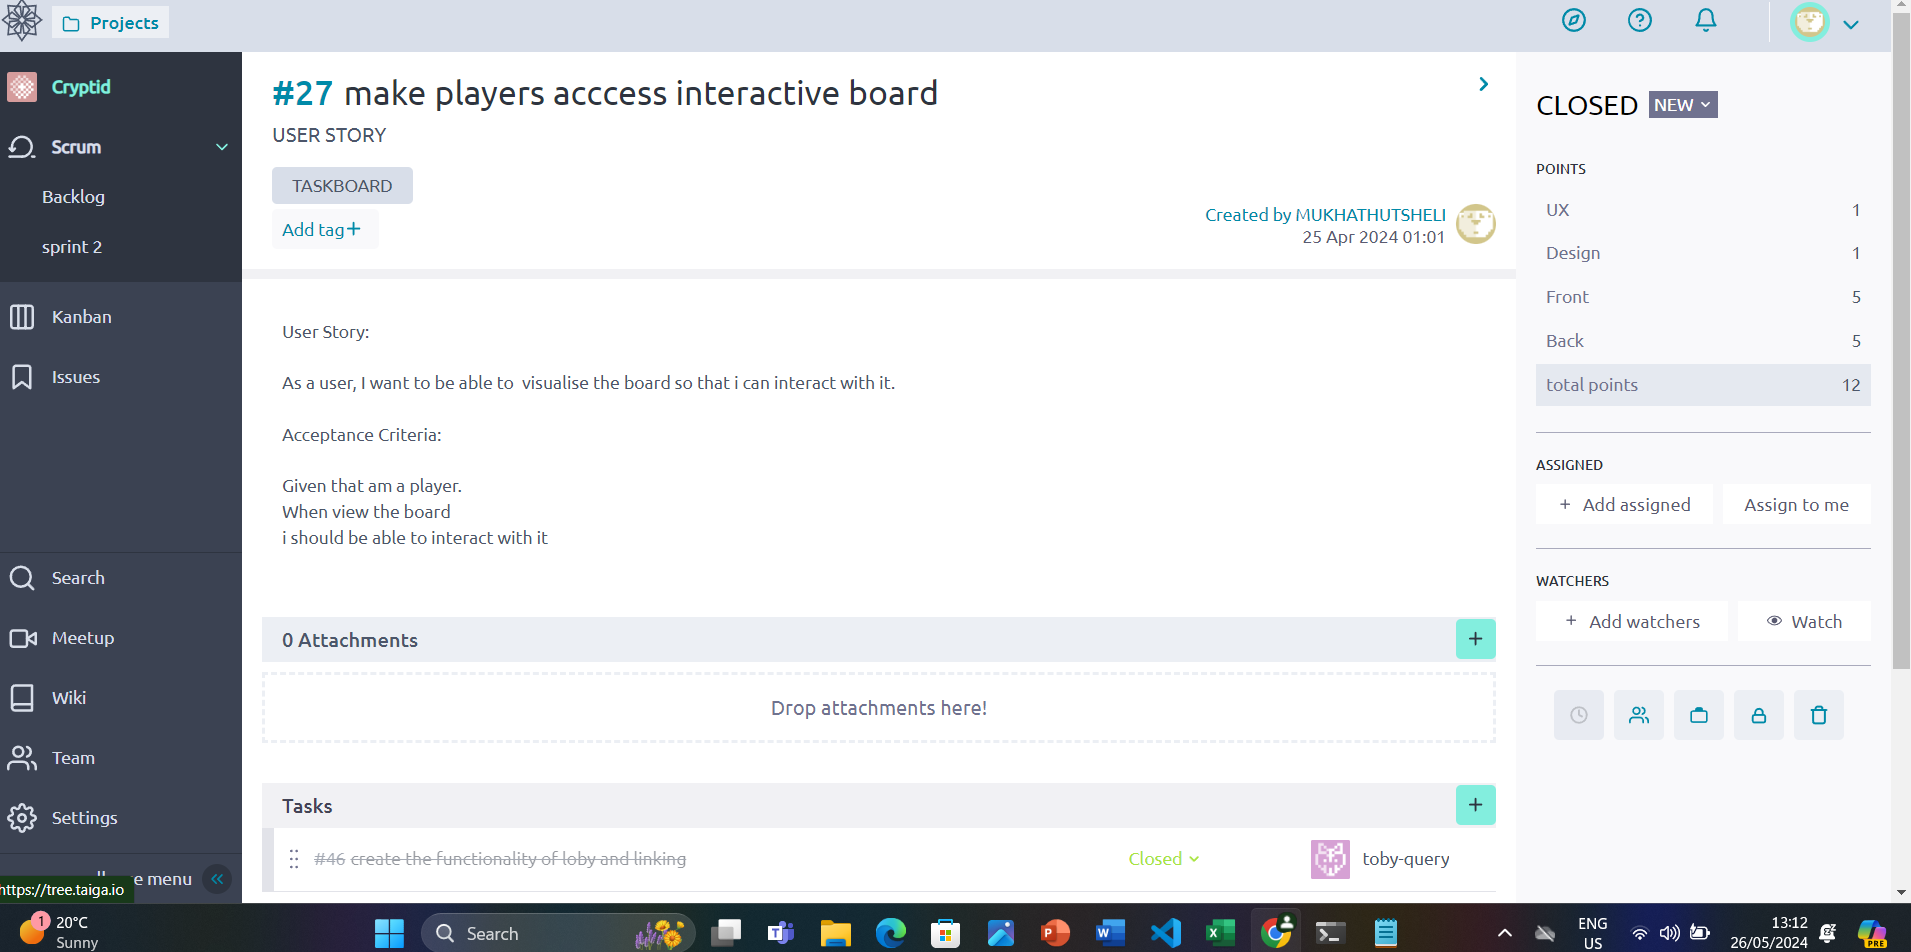 Projects
Cryptid
Scrum
Backlog
sprint 2
Kanban
Issues
Search
Meetup
Wiki
Team
Settings
menu
https://tree.taiga.io
#27 make players acccess interactive board
USER STORY
TASKBOARD
Add tag+
Created by MUKHATHUTSHELI
25 Apr 2024 01:01
User Story:
As a user, I want to be able to  visualise the board so that i can interact with it.
Acceptance Criteria:
Given that am a player.
When view the board
i should be able to interact with it
0 Attachments
+
Drop attachments here!
Tasks
+
#46 create the functionality of loby and linking
Closed
toby-query
CLOSED NEW
POINTS
UX 1
Design 1
Front 5
Back 5
total points 12
ASSIGNED
+ Add assigned
Assign to me
WATCHERS
+ Add watchers
Watch
1
20°C
Sunny
Search
ENG
US
13:12
26/05/2024
PRE